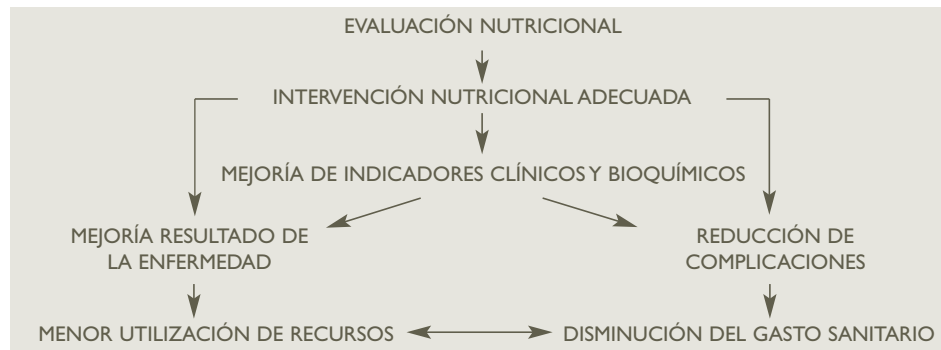 EVALUACIÓN NUTRICIONAL
INTERVENCIÓN NUTRICIONAL ADECUADA
MEJORÍA DE INDICADORES CLÍNICOS Y BIOQUÍMICOS
MEJORÍA RESULTADO DE
LA ENFERMEDAD
REDUCCIÓN DE
COMPLICACIONES
MENOR UTILIZACIÓN DE RECURSOS
DISMINUCIÓN DEL GASTO SANITARIO